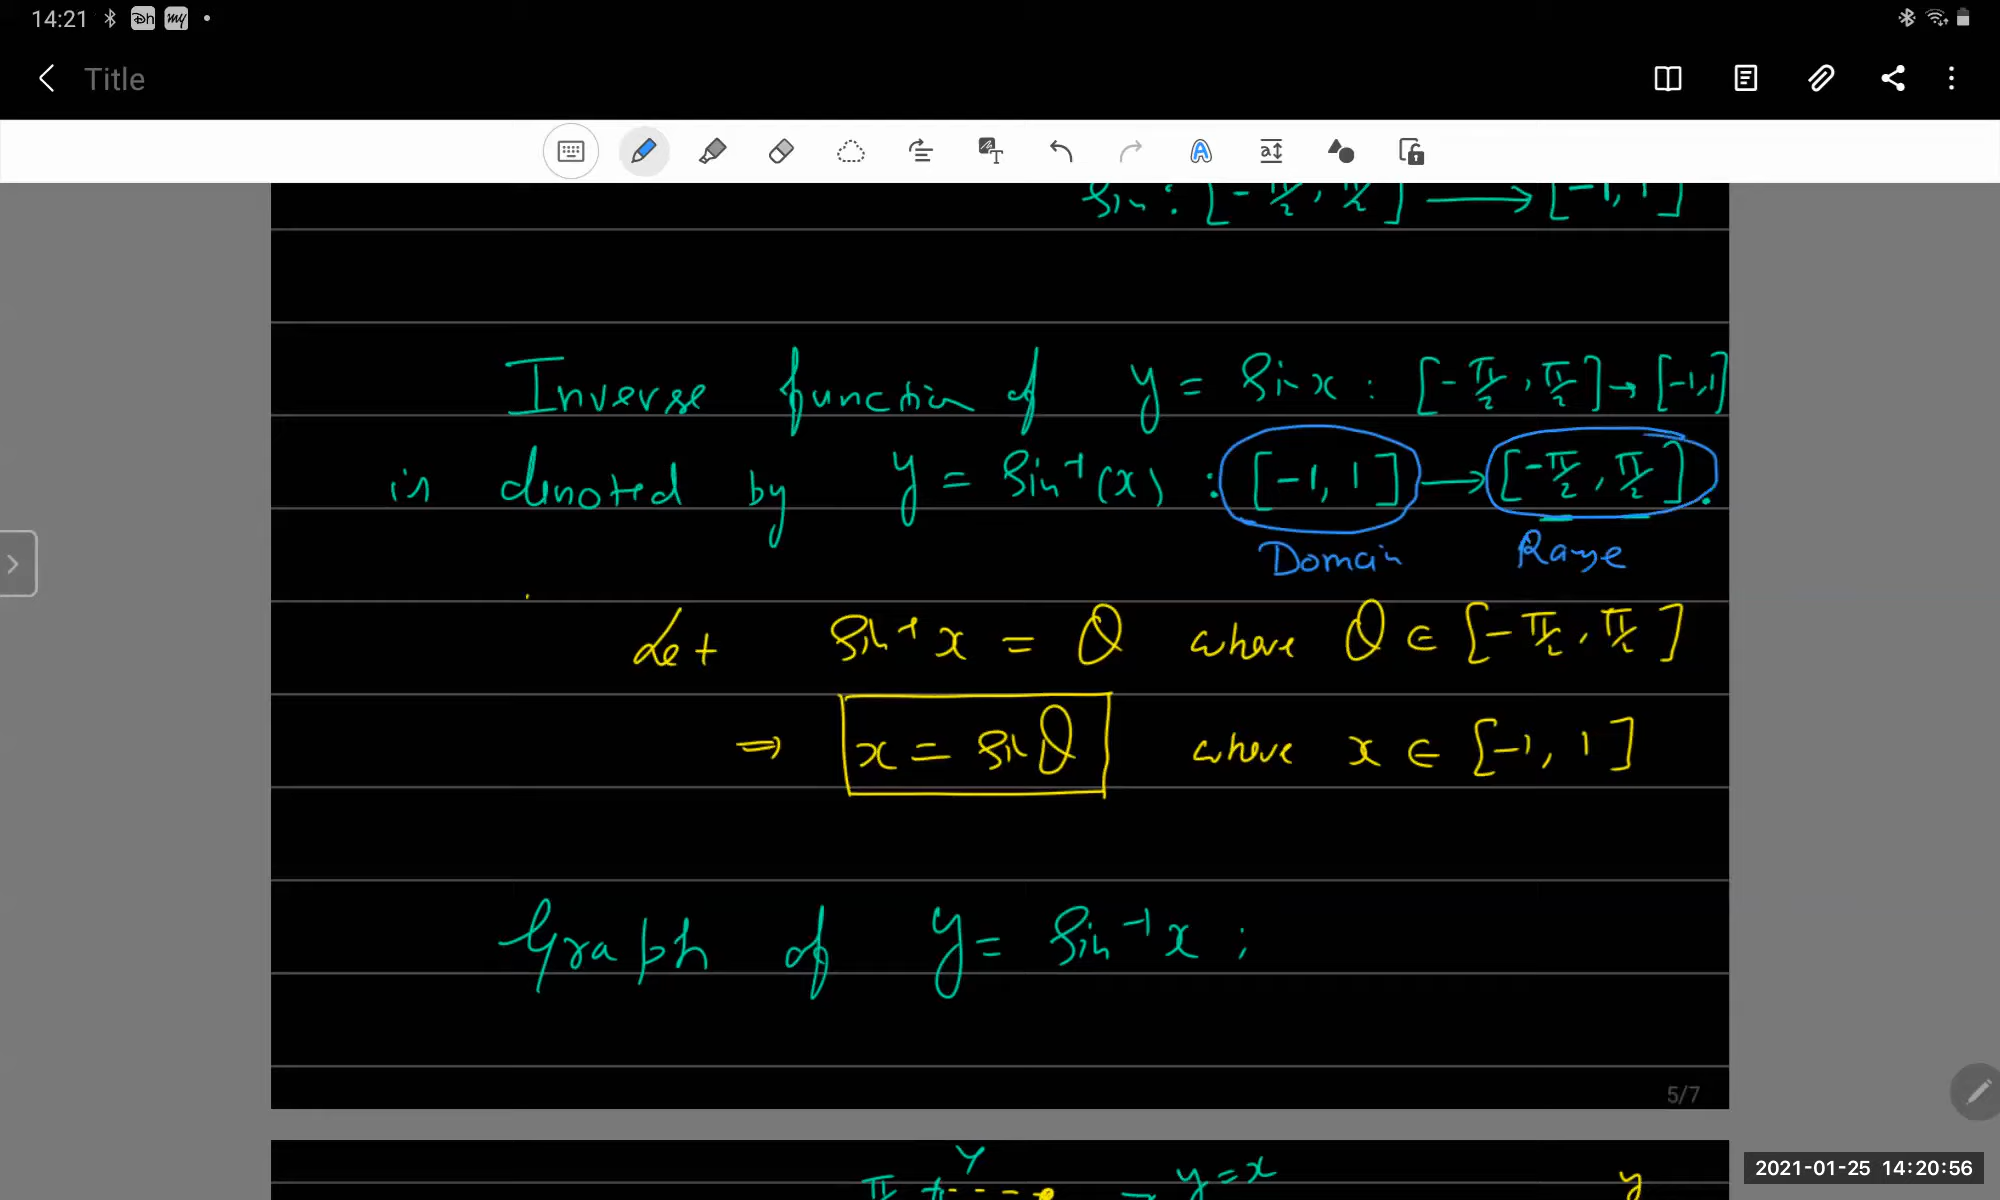 14:21 Dh my
Title
sin : [-π/2, π/2] → [-1, 1]
Inverse function of y = sin x : [-π/2, π/2] → [-1,1]
is denoted by y = sin⁻¹(x) : [-1, 1] → [-π/2, π/2].
Domain Range
Let sin⁻¹x = θ where θ ∈ [-π/2, π/2]
⇒ x = sin θ where x ∈ [-1, 1]
Graph of y = sin⁻¹x ;
5/7
Y y = x y
π
2021-01-25 14:20:56